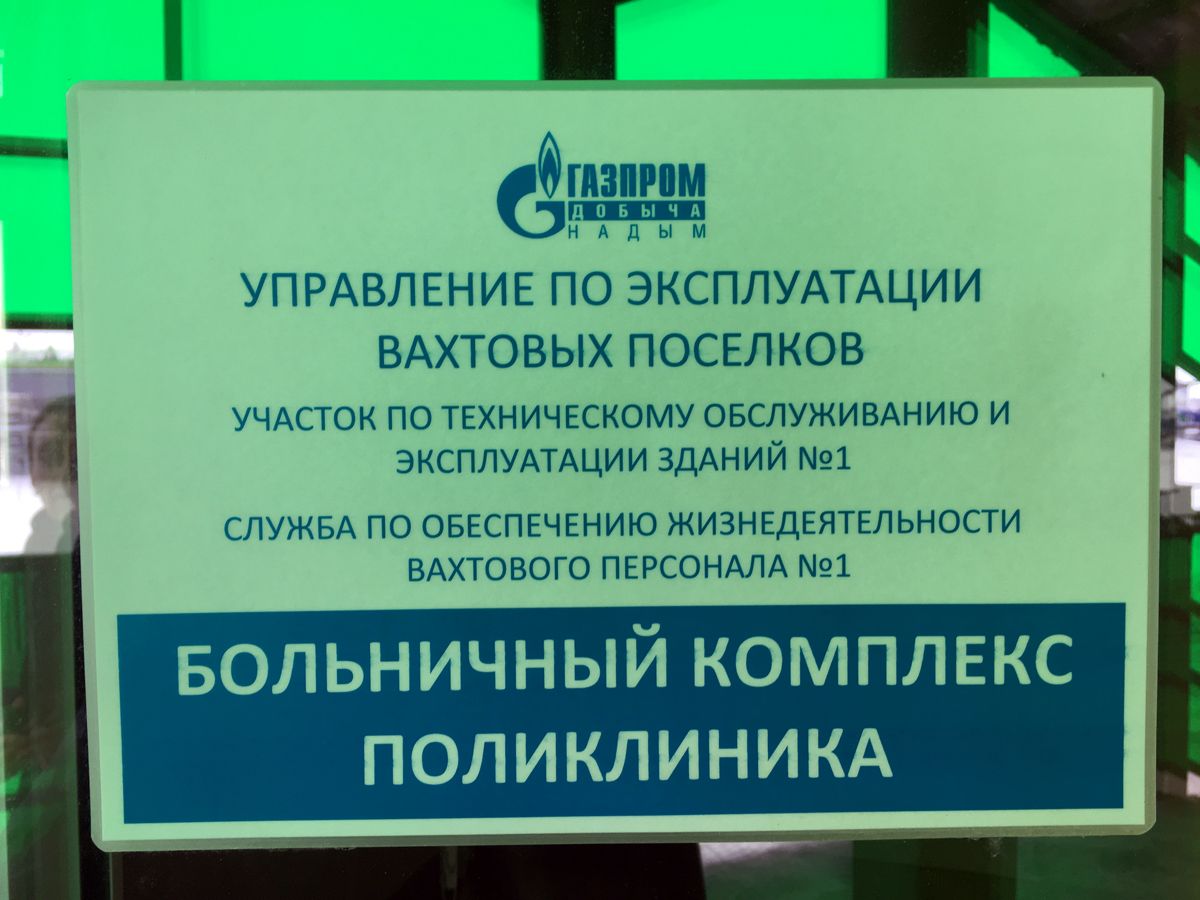 ГАЗПРОМ
ДОБЫЧА
НАДЫМ
УПРАВЛЕНИЕ ПО ЭКСПЛУАТАЦИИ
ВАХТОВЫХ ПОСЕЛКОВ
УЧАСТОК ПО ТЕХНИЧЕСКОМУ ОБСЛУЖИВАНИЮ И
ЭКСПЛУАТАЦИИ ЗДАНИЙ №1
СЛУЖБА ПО ОБЕСПЕЧЕНИЮ ЖИЗНЕДЕЯТЕЛЬНОСТИ
ВАХТОВОГО ПЕРСОНАЛА №1
БОЛЬНИЧНЫЙ КОМПЛЕКС
ПОЛИКЛИНИКА